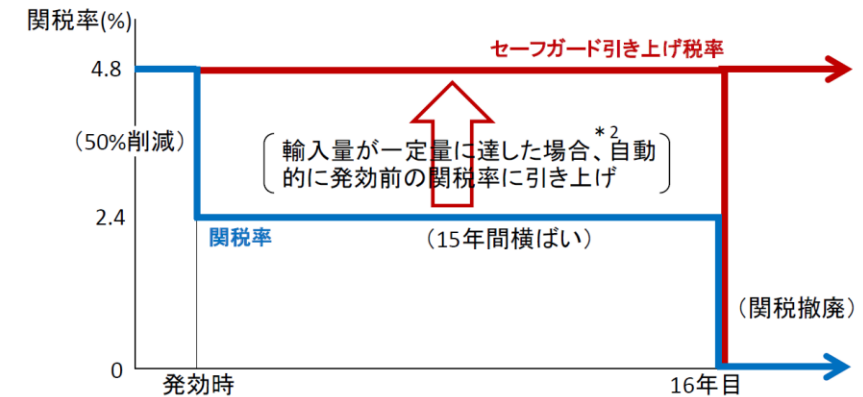 関税率(%)
セーフガード引き上げ税率
4.8
(50%削減)
*2
輸入量が一定量に達した場合、自動
的に発効前の関税率に引き上げ
2.4
関税率
(15年間横ばい)
(関税撤廃)
0
発効時
16年目